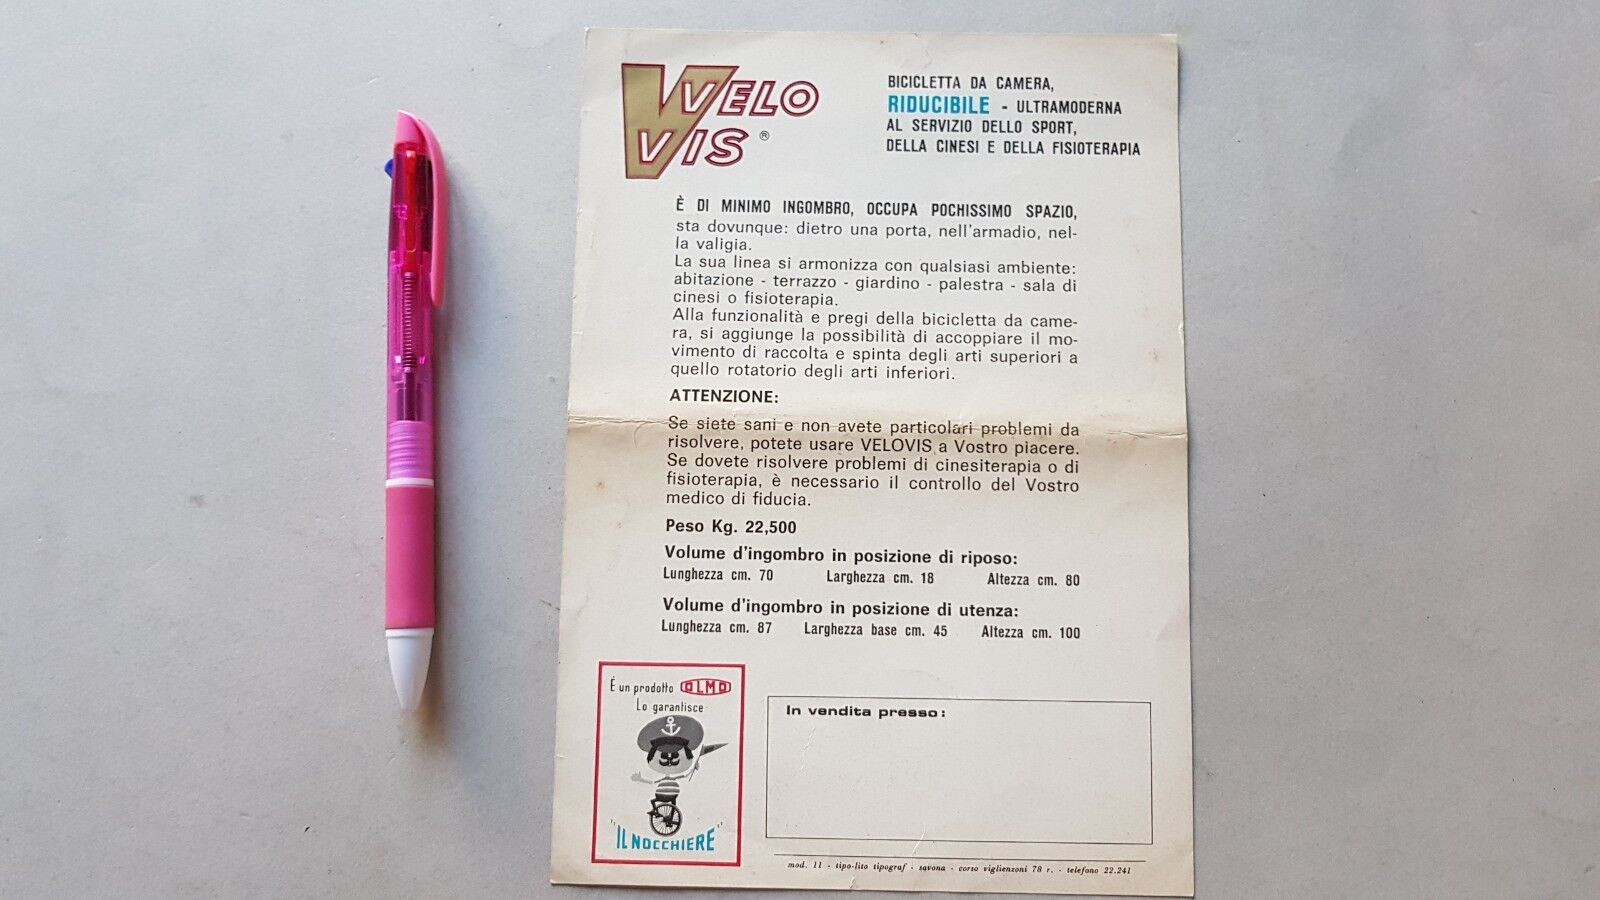 VELO
VIS ®
BICICLETTA DA CAMERA,
RIDUCIBILE - ULTRAMODERNA
AL SERVIZIO DELLO SPORT,
DELLA CINESI E DELLA FISIOTERAPIA
È DI MINIMO INGOMBRO, OCCUPA POCHISSIMO SPAZIO,
sta dovunque: dietro una porta, nell'armadio, nel-
la valigia.
La sua linea si armonizza con qualsiasi ambiente:
abitazione - terrazzo - giardino - palestra - sala di
cinesi o fisioterapia.
Alla funzionalità e pregi della bicicletta da came-
ra, si aggiunge la possibilità di accoppiare il mo-
vimento di raccolta e spinta degli arti superiori a
quello rotatorio degli arti inferiori.
ATTENZIONE:
Se siete sani e non avete particolari problemi da
risolvere, potete usare VELOVIS a Vostro piacere.
Se dovete risolvere problemi di cinesiterapia o di
fisioterapia, è necessario il controllo del Vostro
medico di fiducia.
Peso Kg. 22,500
Volume d'ingombro in posizione di riposo:
Lunghezza cm. 70 Larghezza cm. 18 Altezza cm. 80
Volume d'ingombro in posizione di utenza:
Lunghezza cm. 87 Larghezza base cm. 45 Altezza cm. 100
È un prodotto OLMO
Lo garantisce
"IL NOCCHIERE"
In vendita presso:
mod. 11 - tipo-lito tipograf - savona - corso viglienzoni 78 r. - telefono 22.241